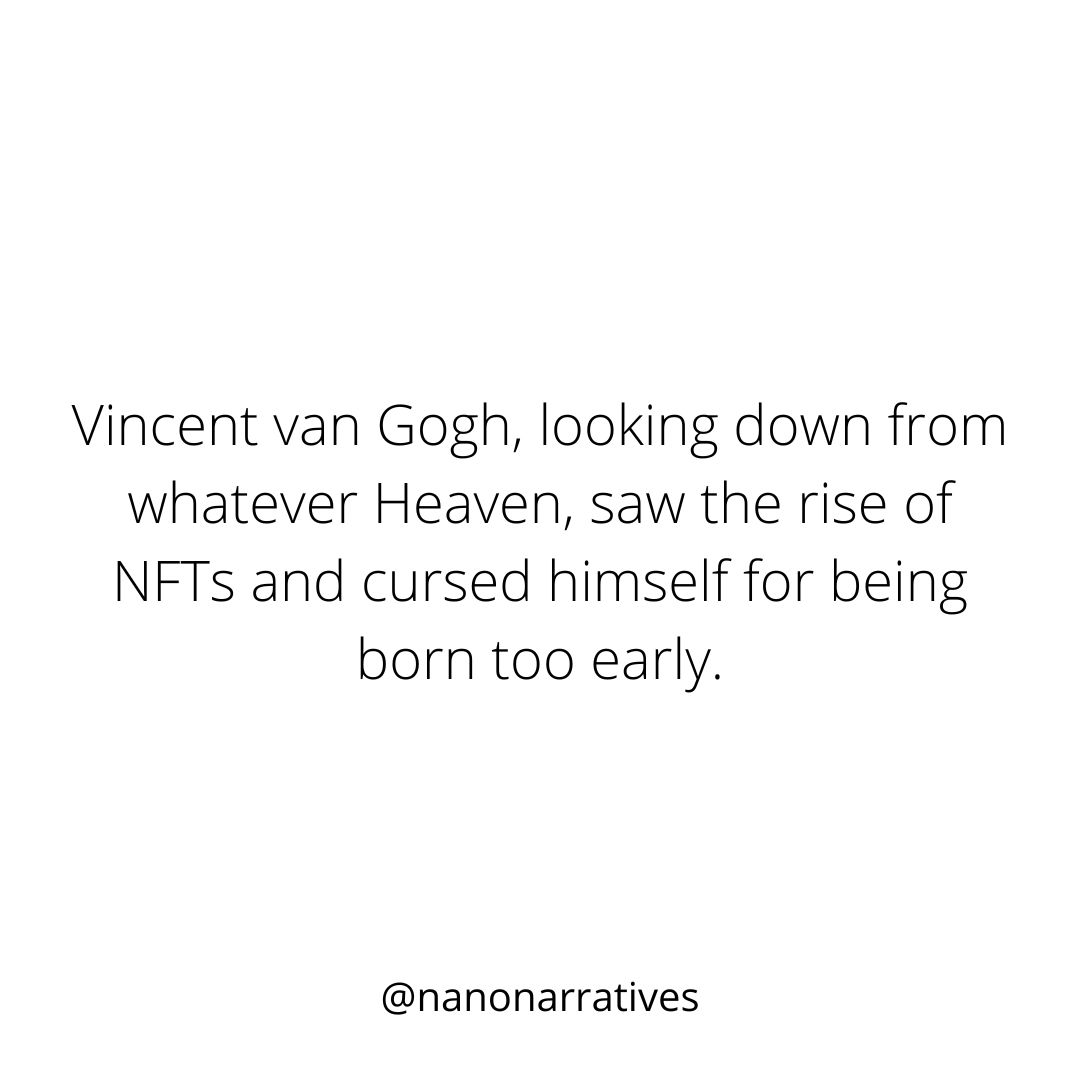 Vincent van Gogh, looking down from
whatever Heaven, saw the rise of
NFTs and cursed himself for being
born too early.
@nanonarratives